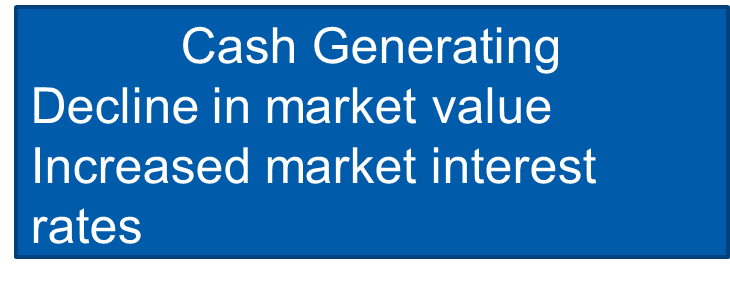 Cash Generating
Decline in market value
Increased market interest
rates